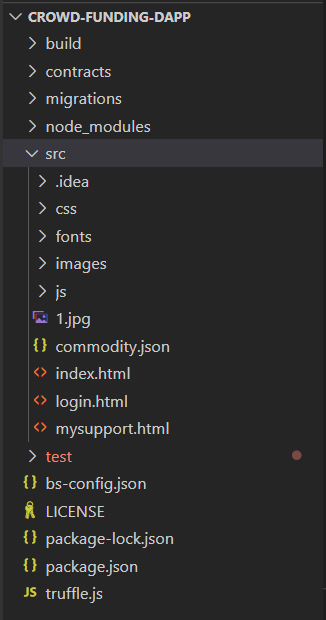 CROWD-FUNDING-DAPP
build
contracts
migrations
node_modules
src
.idea
css
fonts
images
js
1.jpg
{} commodity.json
<> index.html
<> login.html
<> mysupport.html
test
{} bs-config.json
LICENSE
{} package-lock.json
{} package.json
JS truffle.js